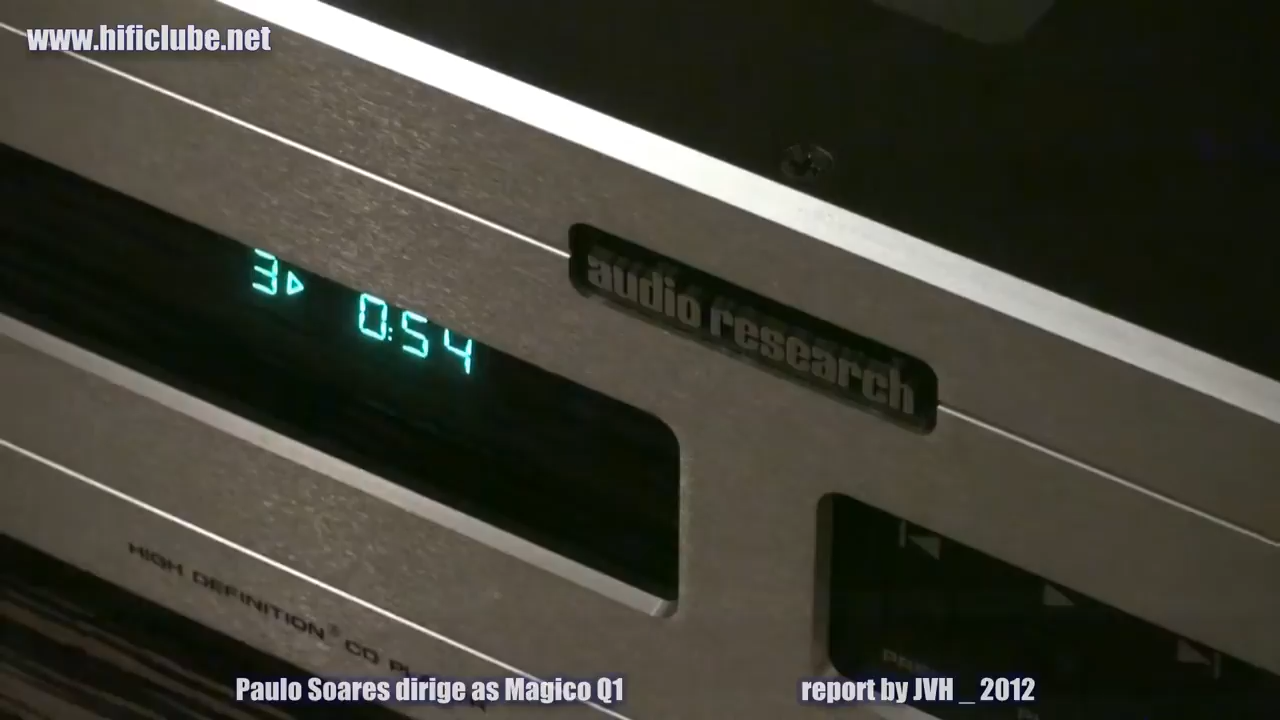 www.hificlube.net
3 0:54
audio research
HIGH DEFINITION® CD PLAYER
Paulo Soares dirige as Magico Q1
report by JVH _ 2012